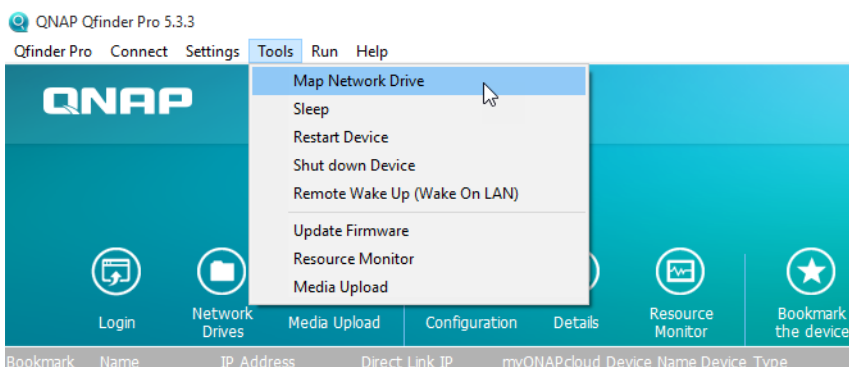 QNAP Qfinder Pro 5.3.3
Qfinder Pro Connect Settings Tools Run Help
QNAP
Map Network Drive
Sleep
Restart Device
Shut down Device
Remote Wake Up (Wake On LAN)
Update Firmware
Resource Monitor
Media Upload
Login
Network
Drives
Media Upload
Configuration
Details
Resource
Monitor
Bookmark
the device
Bookmark Name IP Address Direct Link IP myQNAPcloud Device Name Device Type